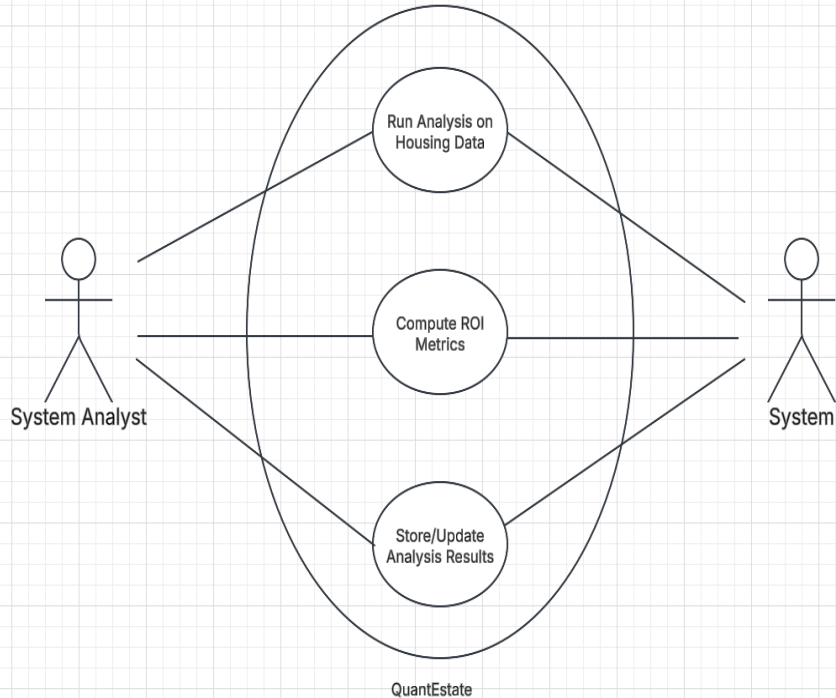 Run Analysis on
Housing Data
Compute ROI
Metrics
System Analyst
System
Store/Update
Analysis Results
QuantEstate